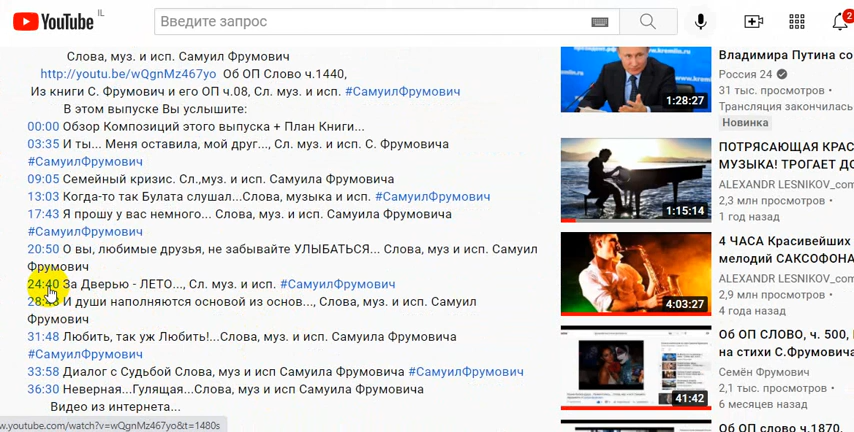 YouTube IL
Введите запрос
2
Слова, муз. и исп. Самуил Фрумович
http://youtu.be/wQgnMz467yo Об ОП Слово ч.1440,
Из книги С. Фрумович и его ОП ч.08, Сл. муз. и исп. #СамуилФрумович
В этом выпуске Вы услышите:
00:00 Обзор Композиций этого выпуска + План Книги...
03:35 И ты... Меня оставила, мой друг..., Сл. муз. и исп. С. Фрумовича
#СамуилФрумович
09:05 Семейный кризис. Сл.,муз. и исп. Самуила Фрумовича
13:03 Когда-то так Булата слушал...Слова, музыка и исп. #СамуилФрумович
17:43 Я прошу у вас немного... Слова, муз. и исп. Самуила Фрумовича
#СамуилФрумович
20:50 О вы, любимые друзья, не забывайте УЛЫБАТЬСЯ... Слова, муз и исп. Самуил
Фрумович
24:40 За Дверью - ЛЕТО..., Сл. муз. и исп. #СамуилФрумович
И души наполняются основой из основ..., Слова, муз. и исп. Самуил
Фрумович
31:48 Любить, так уж Любить!...Слова, муз. и исп. Самуила Фрумовича
#СамуилФрумович
33:58 Диалог с Судьбой Слова, муз и исп Самуила Фрумовича #СамуилФрумович
36:30 Неверная...Гулящая...Слова, муз и исп Самуила Фрумовича
Видео из интернета...
w.youtube.com/watch?v=wQgnMz467yo&t=1480s
www.kremlin.ru
1:28:27
Владимира Путина со
Россия 24
31 тыс. просмотров •
Трансляция закончилась
Новинка
1:15:14
ПОТРЯСАЮЩАЯ КРАС
МУЗЫКА! ТРОГАЕТ ДО
ALEXANDR LESNIKOV_com
2,3 млн просмотров •
1 год назад
4:03:27
4 ЧАСА Красивейших
мелодий САКСОФОНА
ALEXANDR LESNIKOV_com
2,9 млн просмотров •
4 года назад
41:42
Об ОП СЛОВО, ч. 500,
на стихи С.Фрумовича
Семён Фрумович
2,1 тыс. просмотров •
6 месяцев назад
Об ОП слово ч.1870,